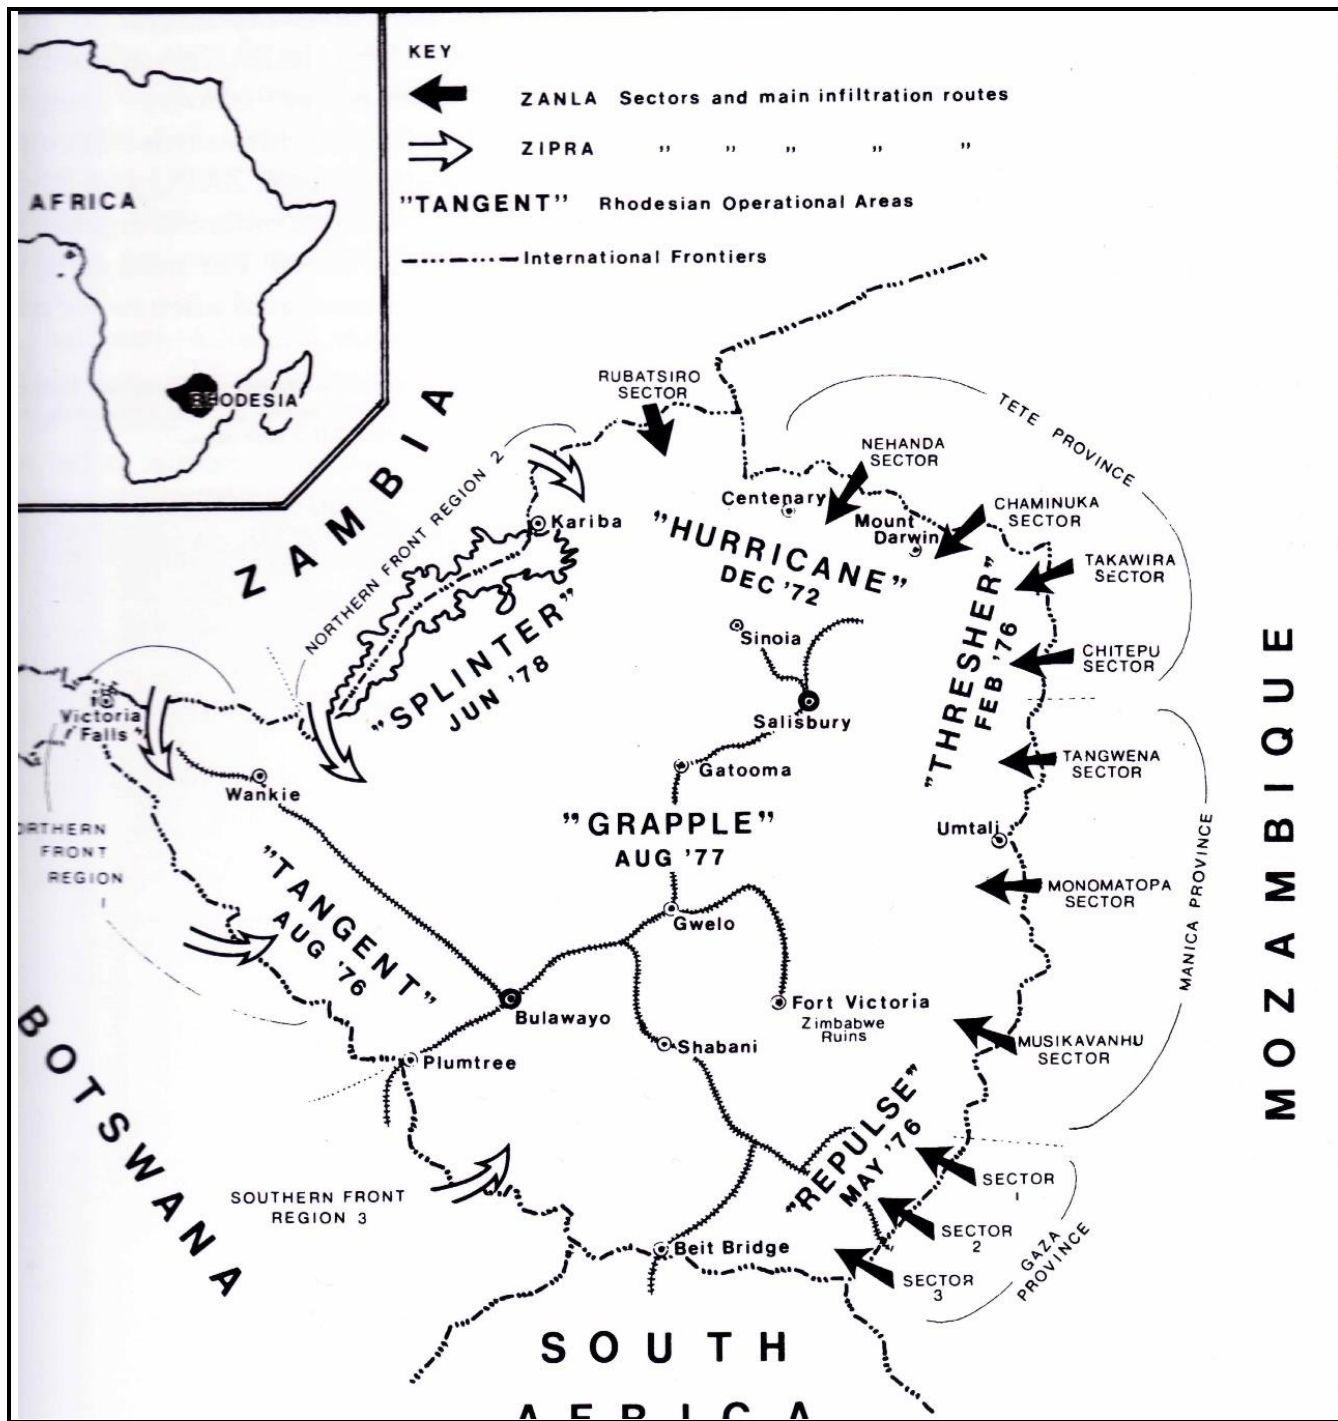 KEY
ZANLA Sectors and main infiltration routes
ZIPRA " " " " "
"TANGENT" Rhodesian Operational Areas
International Frontiers
AFRICA
RHODESIA
ZAMBIA
RUBATSIRO
SECTOR
TETE PROVINCE
NEHANDA
SECTOR
CHAMINUKA
SECTOR
TAKAWIRA
SECTOR
CHITEPU
SECTOR
NORTHERN FRONT REGION 2
Kariba
Centenary
Mount
Darwin
"HURRICANE"
DEC '72
"THRESHER"
FEB '76
"SPLINTER"
JUN '78
Sinoia
Salisbury
Victoria
Falls
Wankie
Gatooma
TANGWENA
SECTOR
MOZAMBIQUE
MANICA PROVINCE
Umtali
"GRAPPLE"
AUG '77
ORTHERN
FRONT
REGION
1
"TANGENT"
AUG '76
MONOMATOPA
SECTOR
Gwelo
Bulawayo
Fort Victoria
Zimbabwe
Ruins
Shabani
Plumtree
MUSIKAVANHU
SECTOR
BOTSWANA
"REPULSE"
MAY '76
SOUTHERN FRONT
REGION 3
SECTOR
1
SECTOR
2
SECTOR
3
GAZA
PROVINCE
Beit Bridge
SOUTH
AFRICA